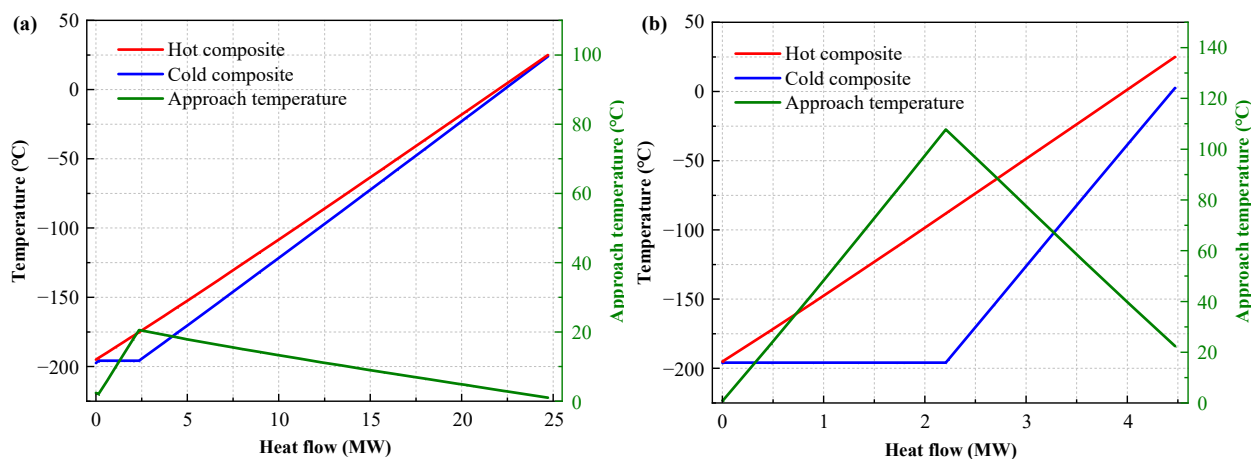 (a)
Hot composite
Cold composite
Approach temperature
50
0
−50
−100
−150
−200
Temperature (℃)
0
5
10
15
20
25
Heat flow (MW)
100
80
60
40
20
0
Approach temperature (℃)
(b)
Hot composite
Cold composite
Approach temperature
50
0
−50
−100
−150
−200
Temperature (℃)
0
1
2
3
4
Heat flow (MW)
140
120
100
80
60
40
20
0
Approach temperature (℃)